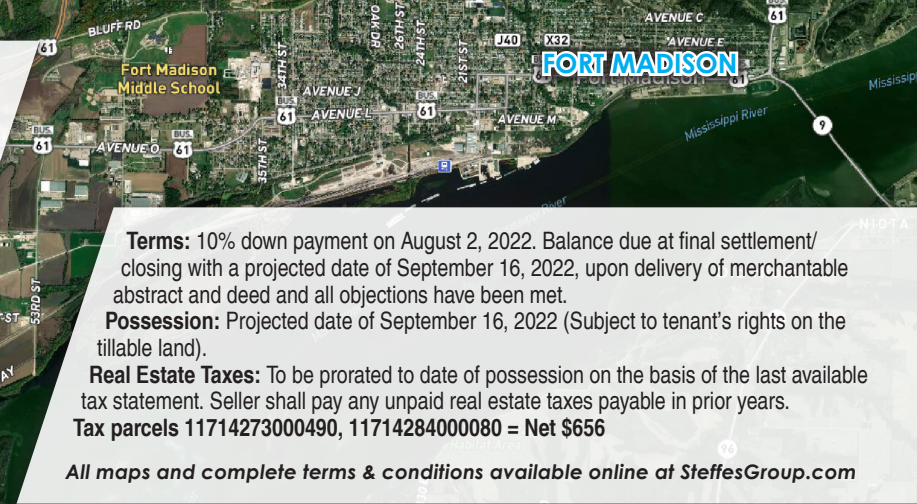 BLUFF RD
OAK DR
26TH ST
24TH ST
AVENUE C
61
61
J40
X32
AVENUE E
FORT MADISON
61
Fort Madison
Middle School
34TH ST
21ST ST
AVENUE J
BUS.
61
AVENUE L
BUS.
61
AVENUE M
Mississippi River
Mississippi
9
BUS.
61
AVENUE O
BUS.
61
35TH ST
River
NIOTA
53RD ST
Terms: 10% down payment on August 2, 2022. Balance due at final settlement/
closing with a projected date of September 16, 2022, upon delivery of merchantable
abstract and deed and all objections have been met.
Possession: Projected date of September 16, 2022 (Subject to tenant's rights on the
tillable land).
Real Estate Taxes: To be prorated to date of possession on the basis of the last available
tax statement. Seller shall pay any unpaid real estate taxes payable in prior years.
Tax parcels 11714273000490, 11714284000080 = Net $656
96
All maps and complete terms & conditions available online at SteffesGroup.com